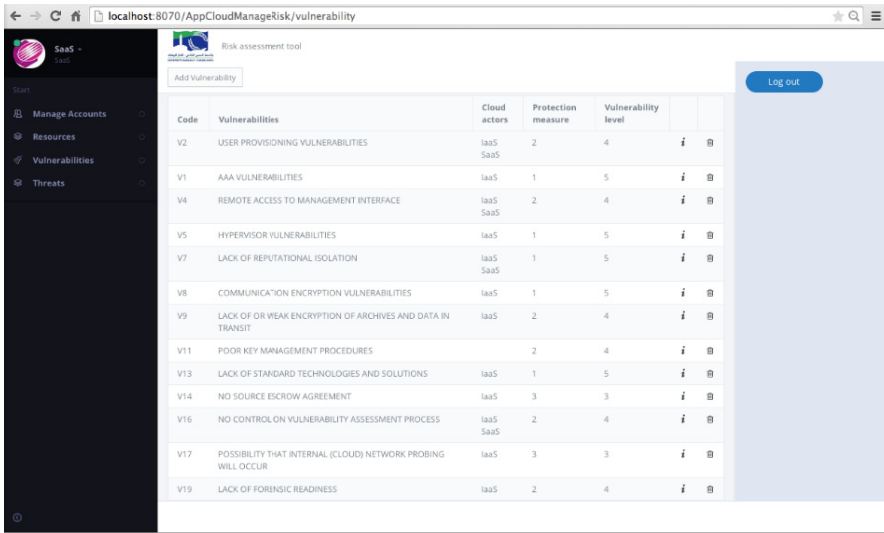 localhost:8070/AppCloudManageRisk/vulnerability
SaaS
SaaS
Start
Manage Accounts
Resources
Vulnerabilities
Threats
Risk assessment tool
Add Vulnerability
Log out
Code Vulnerabilities Cloud actors Protection measure Vulnerability level
V2 USER PROVISIONING VULNERABILITIES IaaS 2 4 i
SaaS
V1 AAA VULNERABILITIES IaaS 1 5 i
V4 REMOTE ACCESS TO MANAGEMENT INTERFACE IaaS 2 4 i
SaaS
V5 HYPERVISOR VULNERABILITIES IaaS 1 5 i
V7 LACK OF REPUTATIONAL ISOLATION IaaS 1 5 i
SaaS
V8 COMMUNICATION ENCRYPTION VULNERABILITIES IaaS 1 5 i
V9 LACK OF OR WEAK ENCRYPTION OF ARCHIVES AND DATA IN IaaS 2 4 i
TRANSIT
V11 POOR KEY MANAGEMENT PROCEDURES 2 4 i
V13 LACK OF STANDARD TECHNOLOGIES AND SOLUTIONS IaaS 1 5 i
V14 NO SOURCE ESCROW AGREEMENT IaaS 3 3 i
V16 NO CONTROL ON VULNERABILITY ASSESSMENT PROCESS IaaS 2 4 i
SaaS
V17 POSSIBILITY THAT INTERNAL (CLOUD) NETWORK PROBING IaaS 3 3 i
WILL OCCUR
V19 LACK OF FORENSIC READINESS IaaS 2 4 i